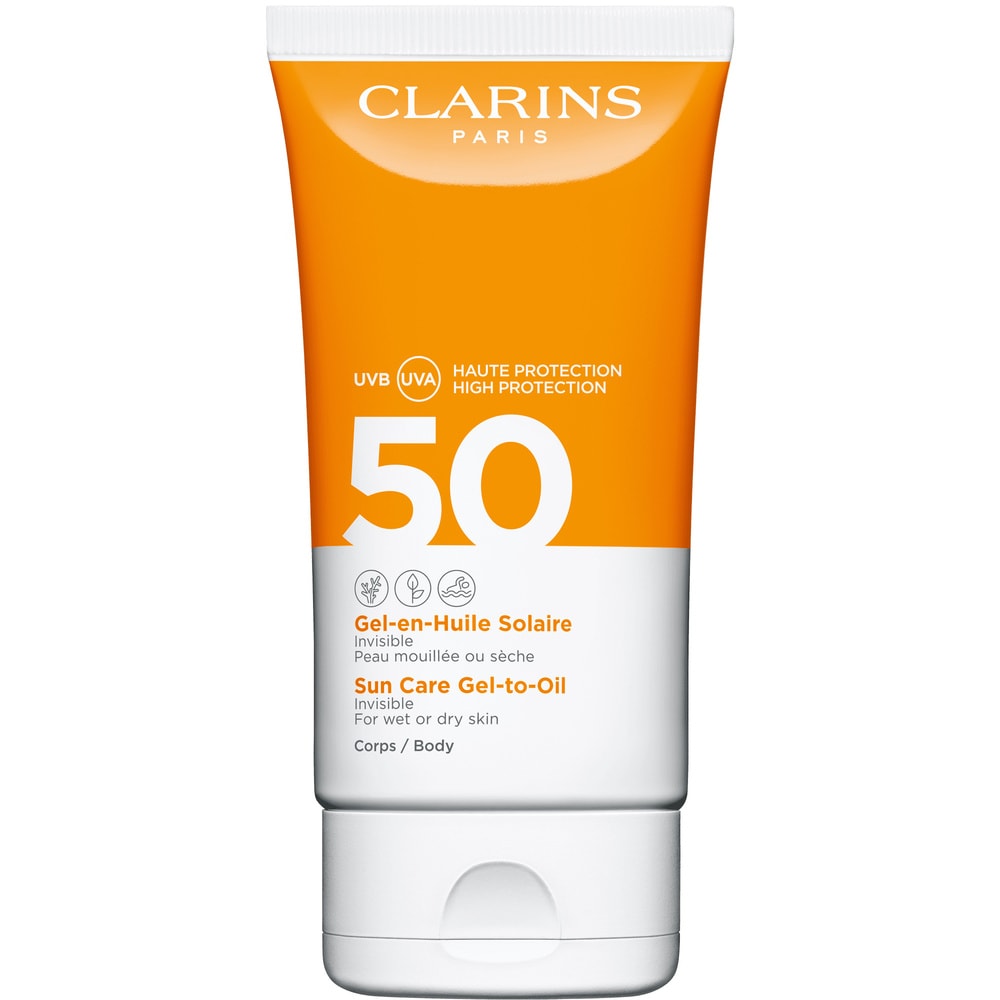 CLARINS
PARIS
UVB UVA HAUTE PROTECTION
HIGH PROTECTION
50
Gel-en-Huile Solaire
Invisible
Peau mouillée ou sèche
Sun Care Gel-to-Oil
Invisible
For wet or dry skin
Corps / Body